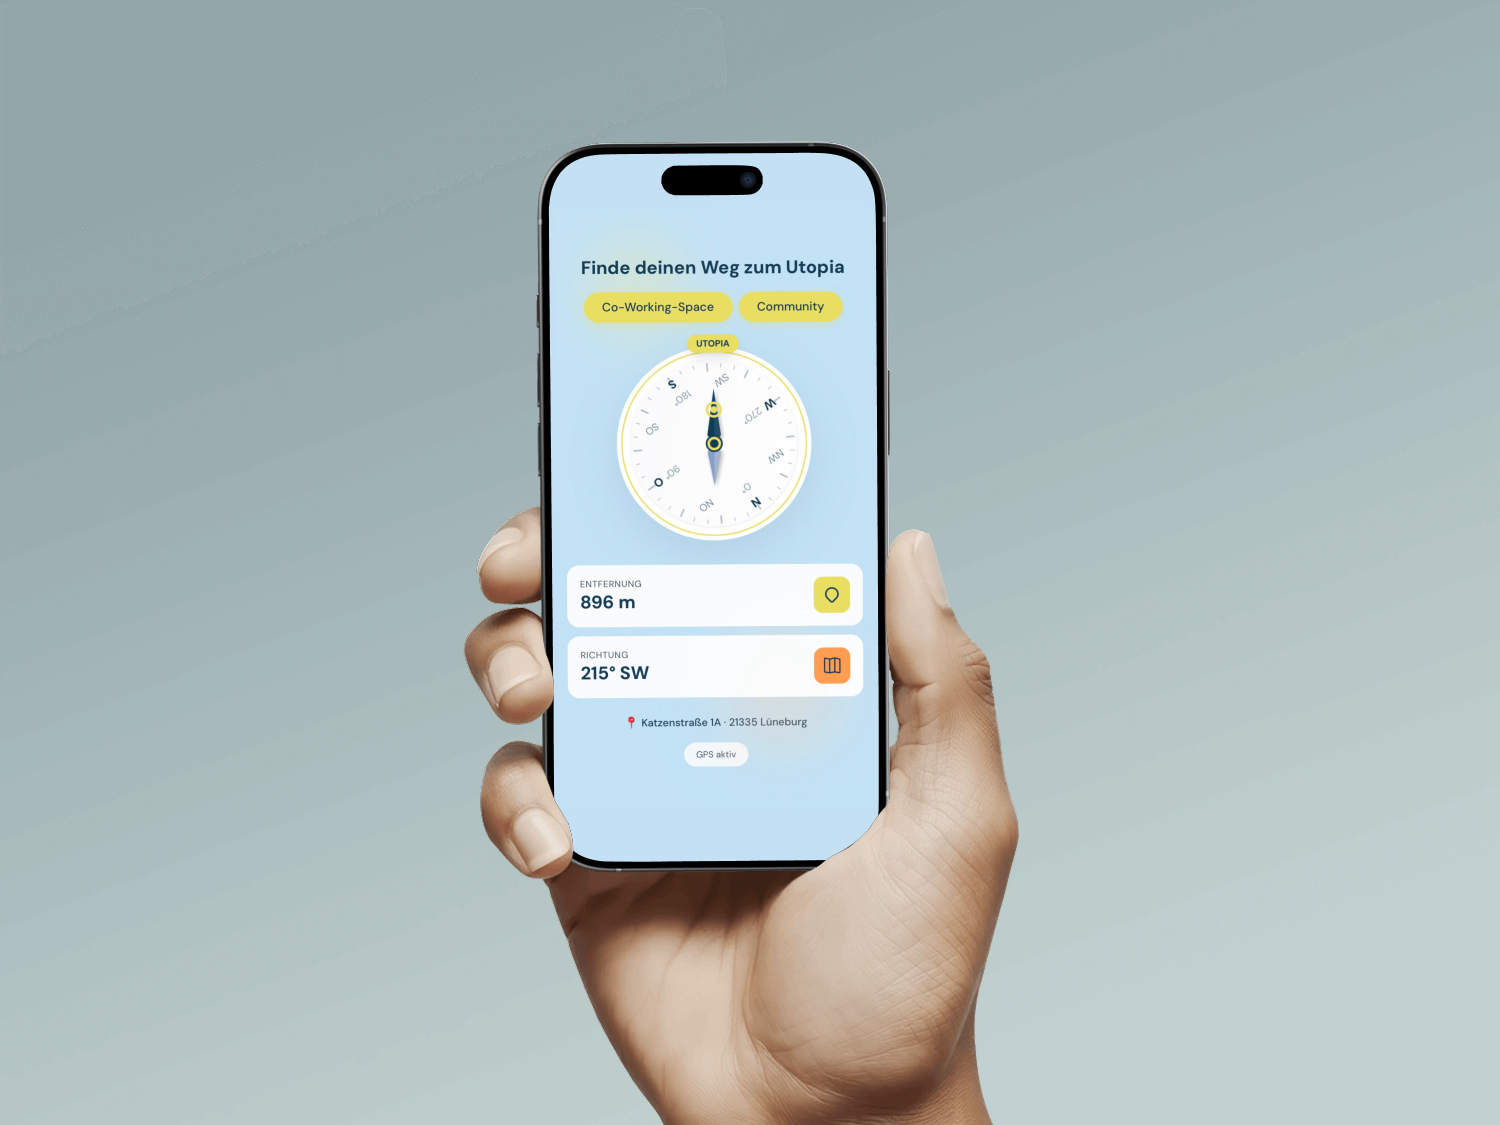 Finde deinen Weg zum Utopia
Co-Working-Space
Community
UTOPIA
S
180°
SW
W
270°
NW
N
0°
NO
O
90°
SO
ENTFERNUNG
896 m
RICHTUNG
215° SW
📍 Katzenstraße 1A · 21335 Lüneburg
GPS aktiv